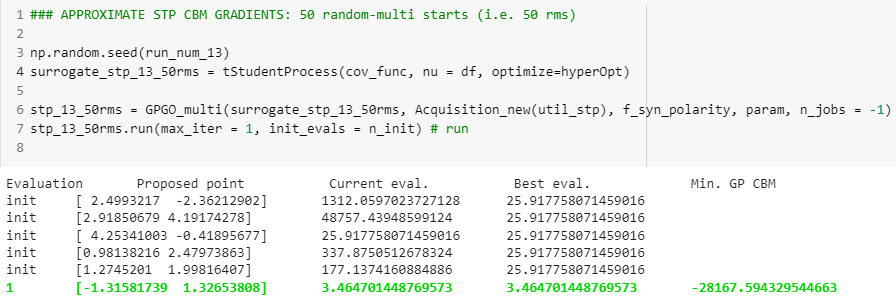 1 ### APPROXIMATE STP CBM GRADIENTS: 50 random-multi starts (i.e. 50 rms)
2
3 np.random.seed(run_num_13)
4 surrogate_stp_13_50rms = tStudentProcess(cov_func, nu = df, optimize=hyperOpt)
5
6 stp_13_50rms = GPGO_multi(surrogate_stp_13_50rms, Acquisition_new(util_stp), f_syn_polarity, param, n_jobs = -1)
7 stp_13_50rms.run(max_iter = 1, init_evals = n_init) # run
8
Evaluation Proposed point Current eval. Best eval. Min. GP CBM
init [ 2.4993217 -2.36212902] 1312.0597023727128 25.917758071459016
init [2.91850679 4.19174278] 48757.43948599124 25.917758071459016
init [ 4.25341003 -0.41895677] 25.917758071459016 25.917758071459016
init [0.98138216 2.47973863] 337.8750512678324 25.917758071459016
init [1.2745201 1.99816407] 177.1374160884886 25.917758071459016
1 [-1.31581739 1.32653808] 3.464701448769573 3.464701448769573 -28167.594329544663